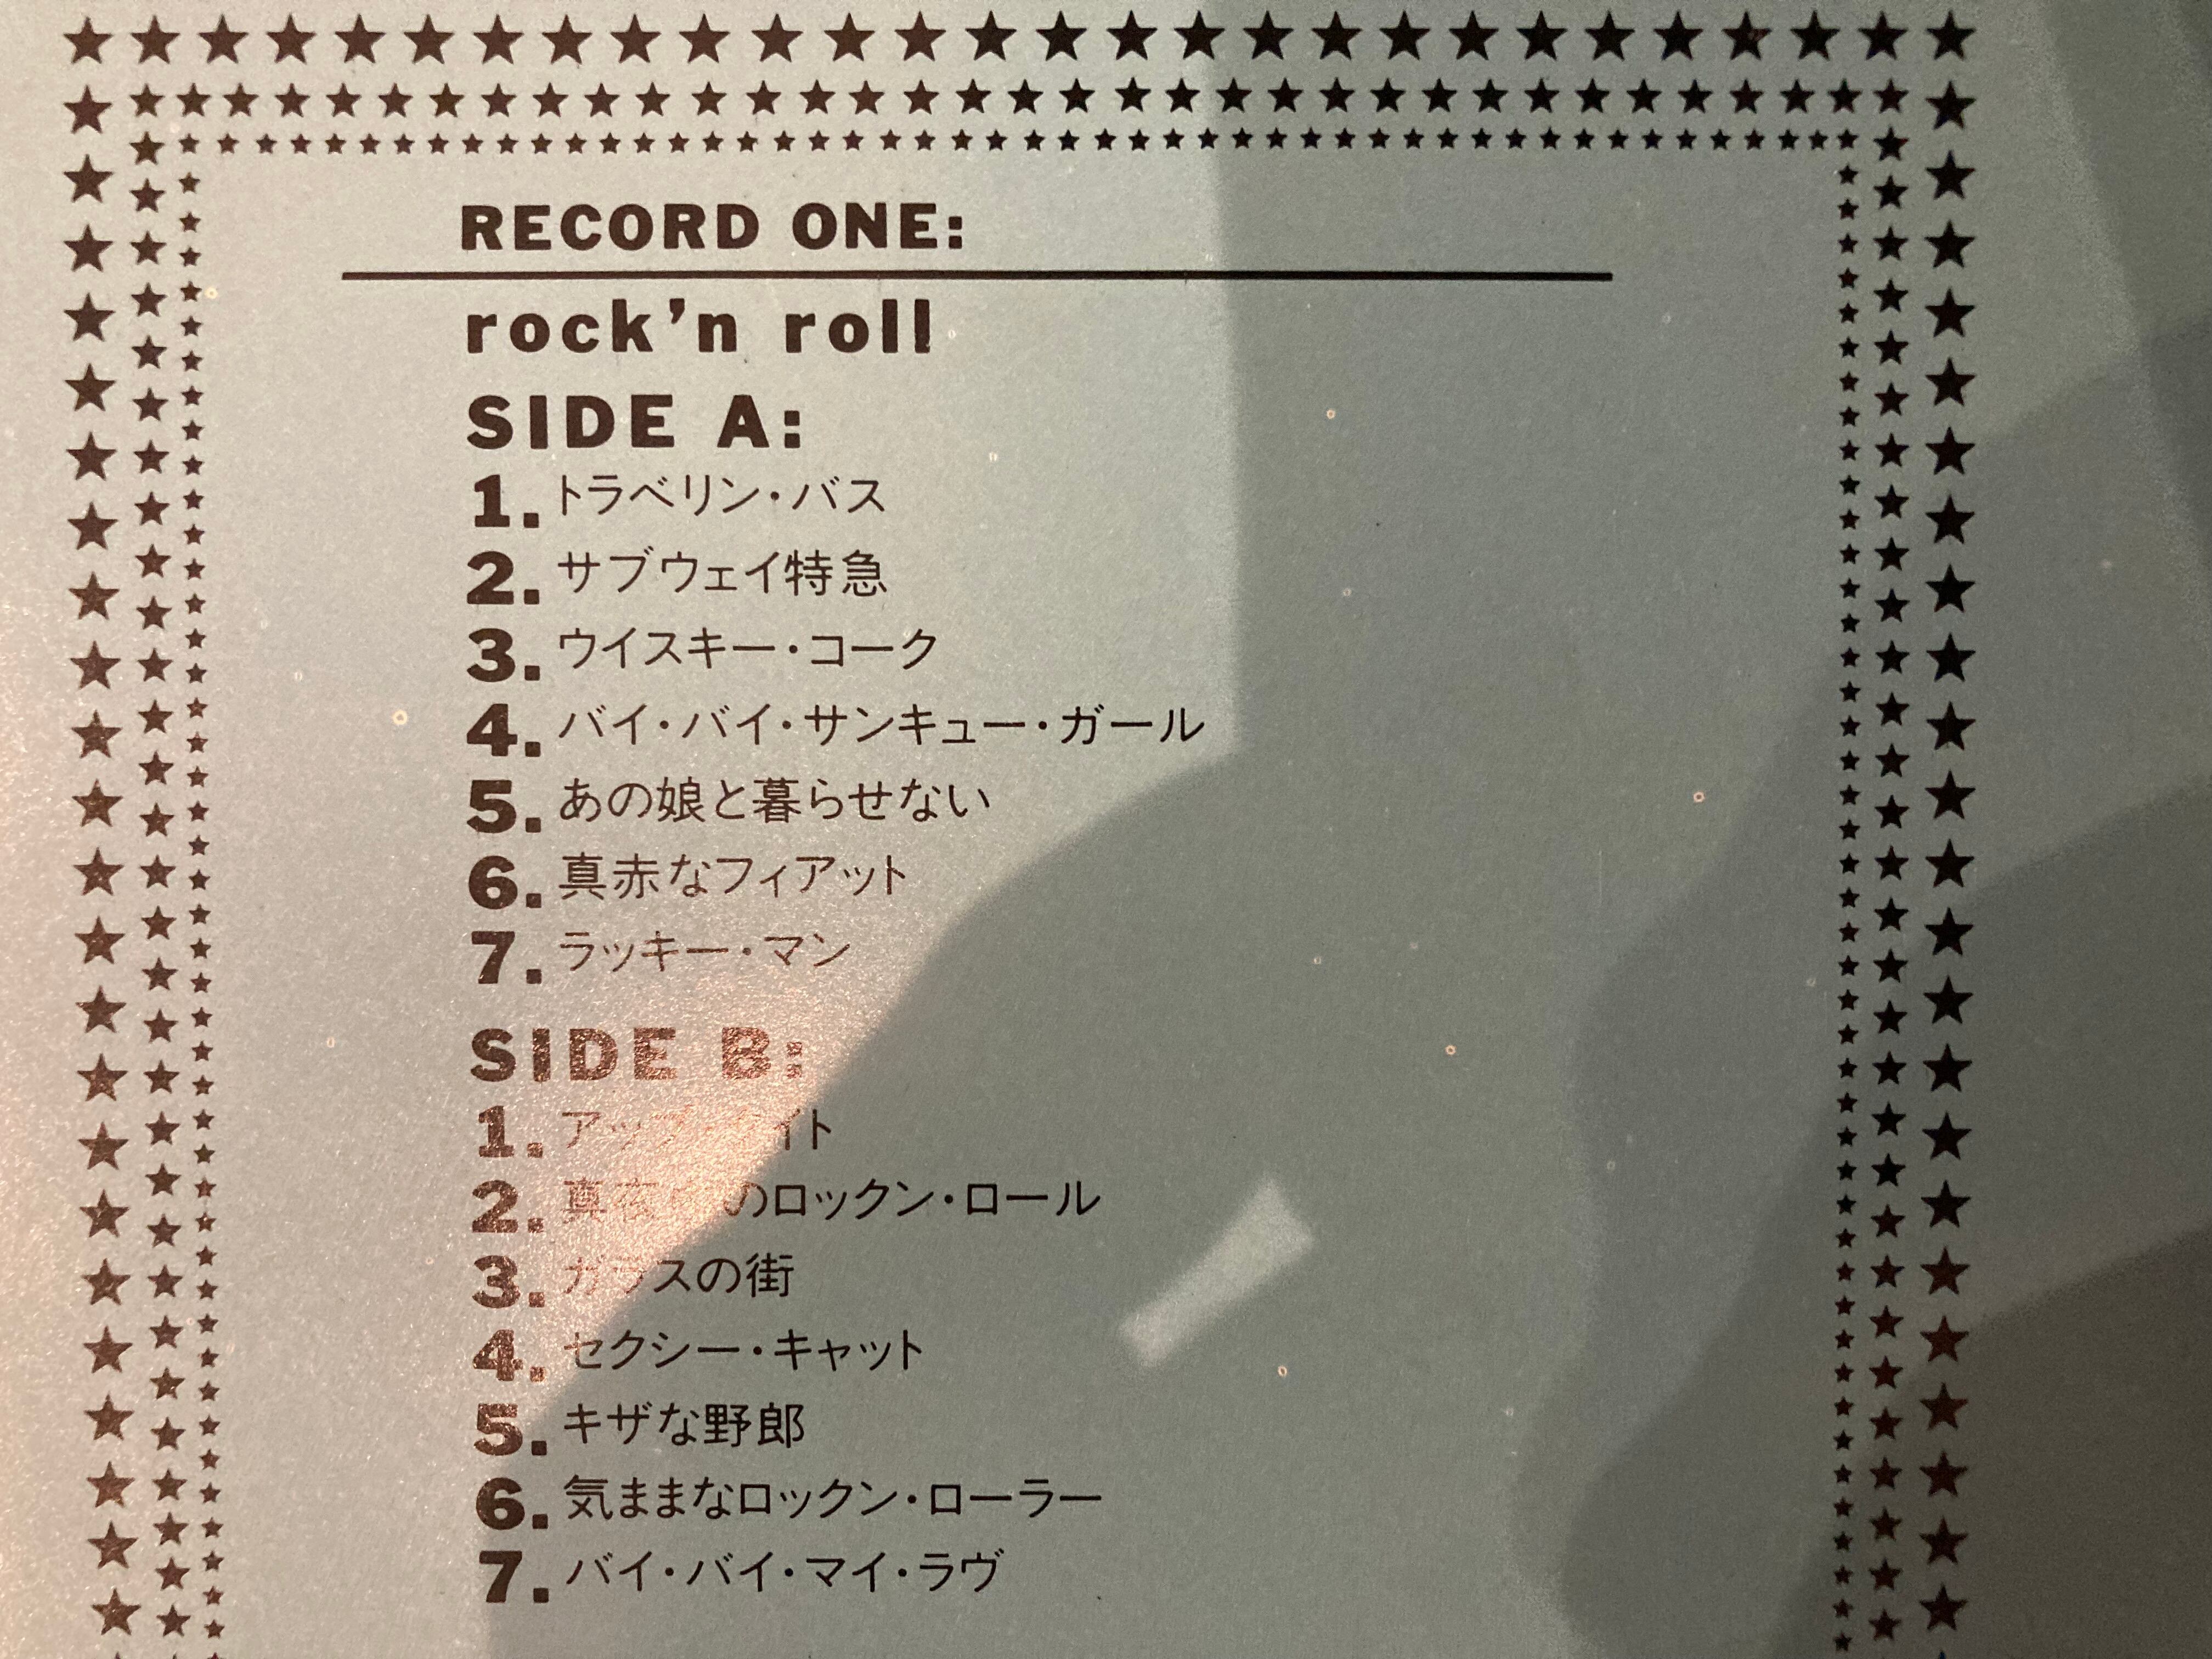 RECORD ONE:
rock'n roll
SIDE A:
1. トラベリン・バス
2. サブウェイ特急
3. ウイスキー・コーク
4. バイ・バイ・サンキュー・ガール
5. あの娘と暮らせない
6. 真赤なフィアット
7. ラッキー・マン
SIDE B:
1.
2. 真夜中のロックン・ロール
3. ガラスの街
4. セクシー・キャット
5. キザな野郎
6. 気ままなロックン・ローラー
7. バイ・バイ・マイ・ラヴ